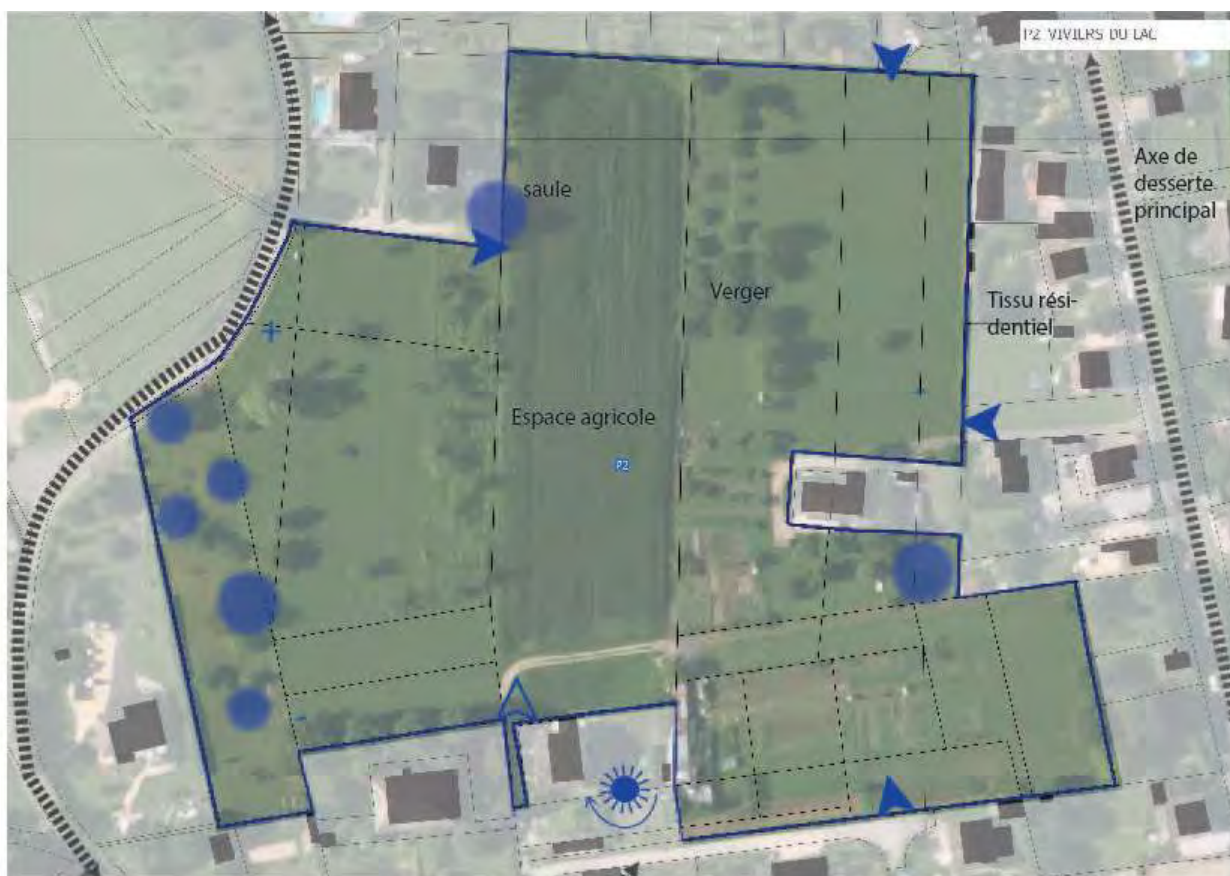 P2 VIVIERS DU LAC
Axe de
desserte
principal
saule
Verger
Tissu rési-
dentiel
Espace agricole
P2